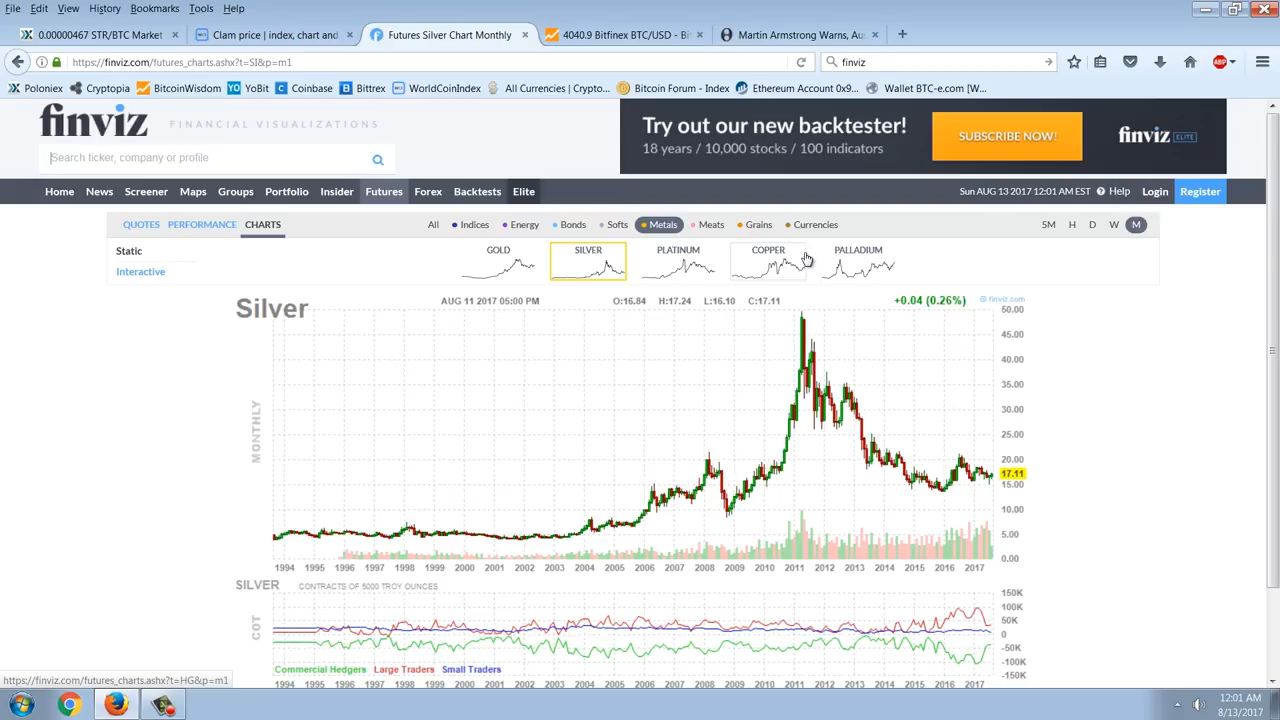 File Edit View History Bookmarks Tools Help
0.00000467 STR/BTC Market × Clam price | index, chart and × Futures Silver Chart Monthly × 4040.9 Bitfinex BTC/USD - Bi × Martin Armstrong Warns, Au × +
https://finviz.com/futures_charts.ashx?t=SI&p=m1 finviz
Poloniex Cryptopia BitcoinWisdom YoBit Coinbase Bittrex WorldCoinIndex All Currencies | Crypto... Bitcoin Forum - Index Ethereum Account 0x9... Wallet BTC-e.com [W...
finviz FINANCIAL VISUALIZATIONS
Try out our new backtester!
18 years / 10,000 stocks / 100 indicators
SUBSCRIBE NOW!
finviz ELITE
Search ticker, company or profile
Home News Screener Maps Groups Portfolio Insider Futures Forex Backtests Elite Sun AUG 13 2017 12:01 AM EST Help Login Register
QUOTES PERFORMANCE CHARTS All Indices Energy Bonds Softs Metals Meats Grains Currencies 5M H D W M
Static
Interactive
GOLD SILVER PLATINUM COPPER PALLADIUM
Silver AUG 11 2017 05:00 PM O:16.84 H:17.24 L:16.10 C:17.11 +0.04 (0.26%) © finviz.com
50.00
45.00
40.00
35.00
30.00
25.00
20.00
17.11
15.00
10.00
5.00
0.00
MONTHLY
1994 1995 1996 1997 1998 1999 2000 2001 2002 2003 2004 2005 2006 2007 2008 2009 2010 2011 2012 2013 2014 2015 2016 2017
SILVER CONTRACTS OF 5000 TROY OUNCES
150K
100K
50K
0
-50K
-100K
-150K
COT
Commercial Hedgers Large Traders Small Traders
1994 1995 1996 1997 1998 1999 2000 2001 2002 2003 2004 2005 2006 2007 2008 2009 2010 2011 2012 2013 2014 2015 2016 2017
https://finviz.com/futures_charts.ashx?t=HG&p=m1
12:01 AM
8/13/2017